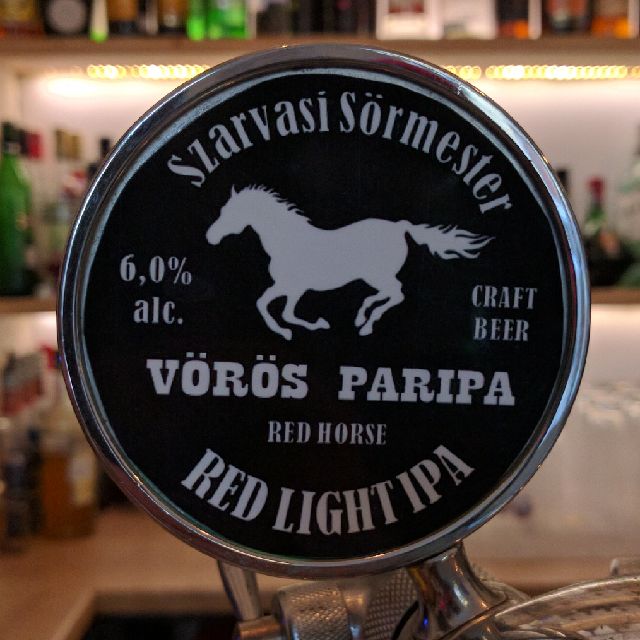 Szarvasi Sörmester
6,0%
alc.
CRAFT
BEER
VÖRÖS PARIPA
RED HORSE
RED LIGHT IPA